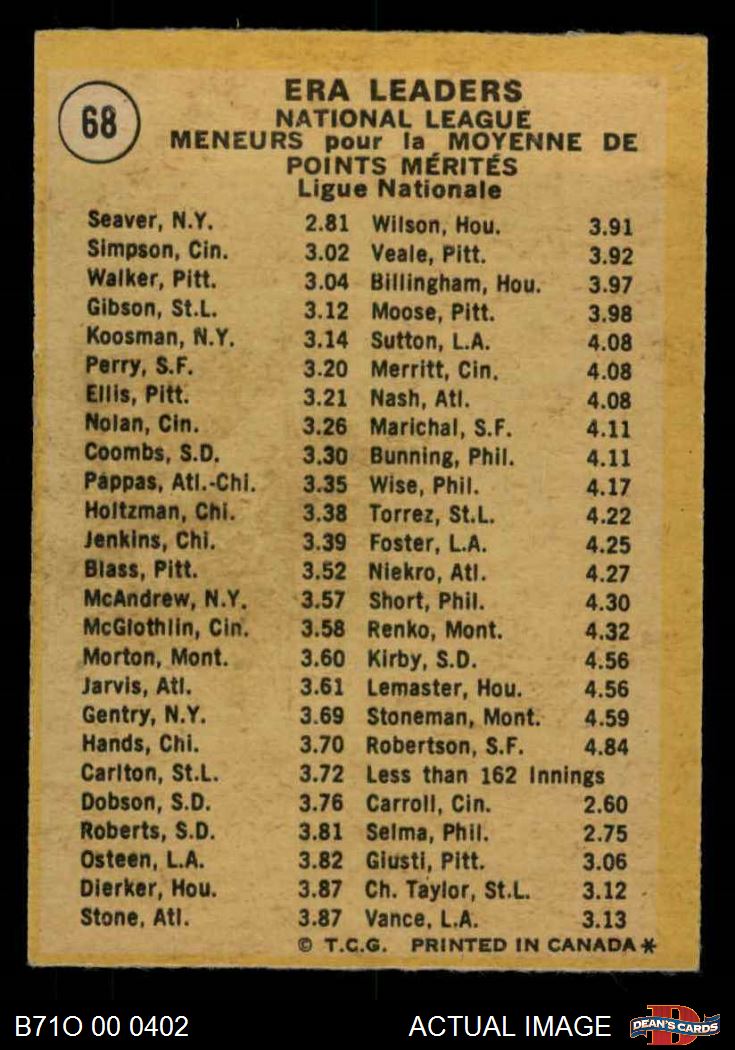 68
ERA LEADERS
NATIONAL LEAGUE
MENEURS pour la MOYENNE DE
POINTS MÉRITÉS
Ligue Nationale
Seaver, N.Y. 2.81
Simpson, Cin. 3.02
Walker, Pitt. 3.04
Gibson, St.L. 3.12
Koosman, N.Y. 3.14
Perry, S.F. 3.20
Ellis, Pitt. 3.21
Nolan, Cin. 3.26
Coombs, S.D. 3.30
Pappas, Atl.-Chi. 3.35
Holtzman, Chi. 3.38
Jenkins, Chi. 3.39
Blass, Pitt. 3.52
McAndrew, N.Y. 3.57
McGlothlin, Cin. 3.58
Morton, Mont. 3.60
Jarvis, Atl. 3.61
Gentry, N.Y. 3.69
Hands, Chi. 3.70
Carlton, St.L. 3.72
Dobson, S.D. 3.76
Roberts, S.D. 3.81
Osteen, L.A. 3.82
Dierker, Hou. 3.87
Stone, Atl. 3.87
Wilson, Hou. 3.91
Veale, Pitt. 3.92
Billingham, Hou. 3.97
Moose, Pitt. 3.98
Sutton, L.A. 4.08
Merritt, Cin. 4.08
Nash, Atl. 4.08
Marichal, S.F. 4.11
Bunning, Phil. 4.11
Wise, Phil. 4.17
Torrez, St.L. 4.22
Foster, L.A. 4.25
Niekro, Atl. 4.27
Short, Phil. 4.30
Renko, Mont. 4.32
Kirby, S.D. 4.56
Lemaster, Hou. 4.56
Stoneman, Mont. 4.59
Robertson, S.F. 4.84
Less than 162 Innings
Carroll, Cin. 2.60
Selma, Phil. 2.75
Giusti, Pitt. 3.06
Ch. Taylor, St.L. 3.12
Vance, L.A. 3.13
© T.C.G. PRINTED IN CANADA*
B71O 00 0402
ACTUAL IMAGE
D
DEAN'S CARDS